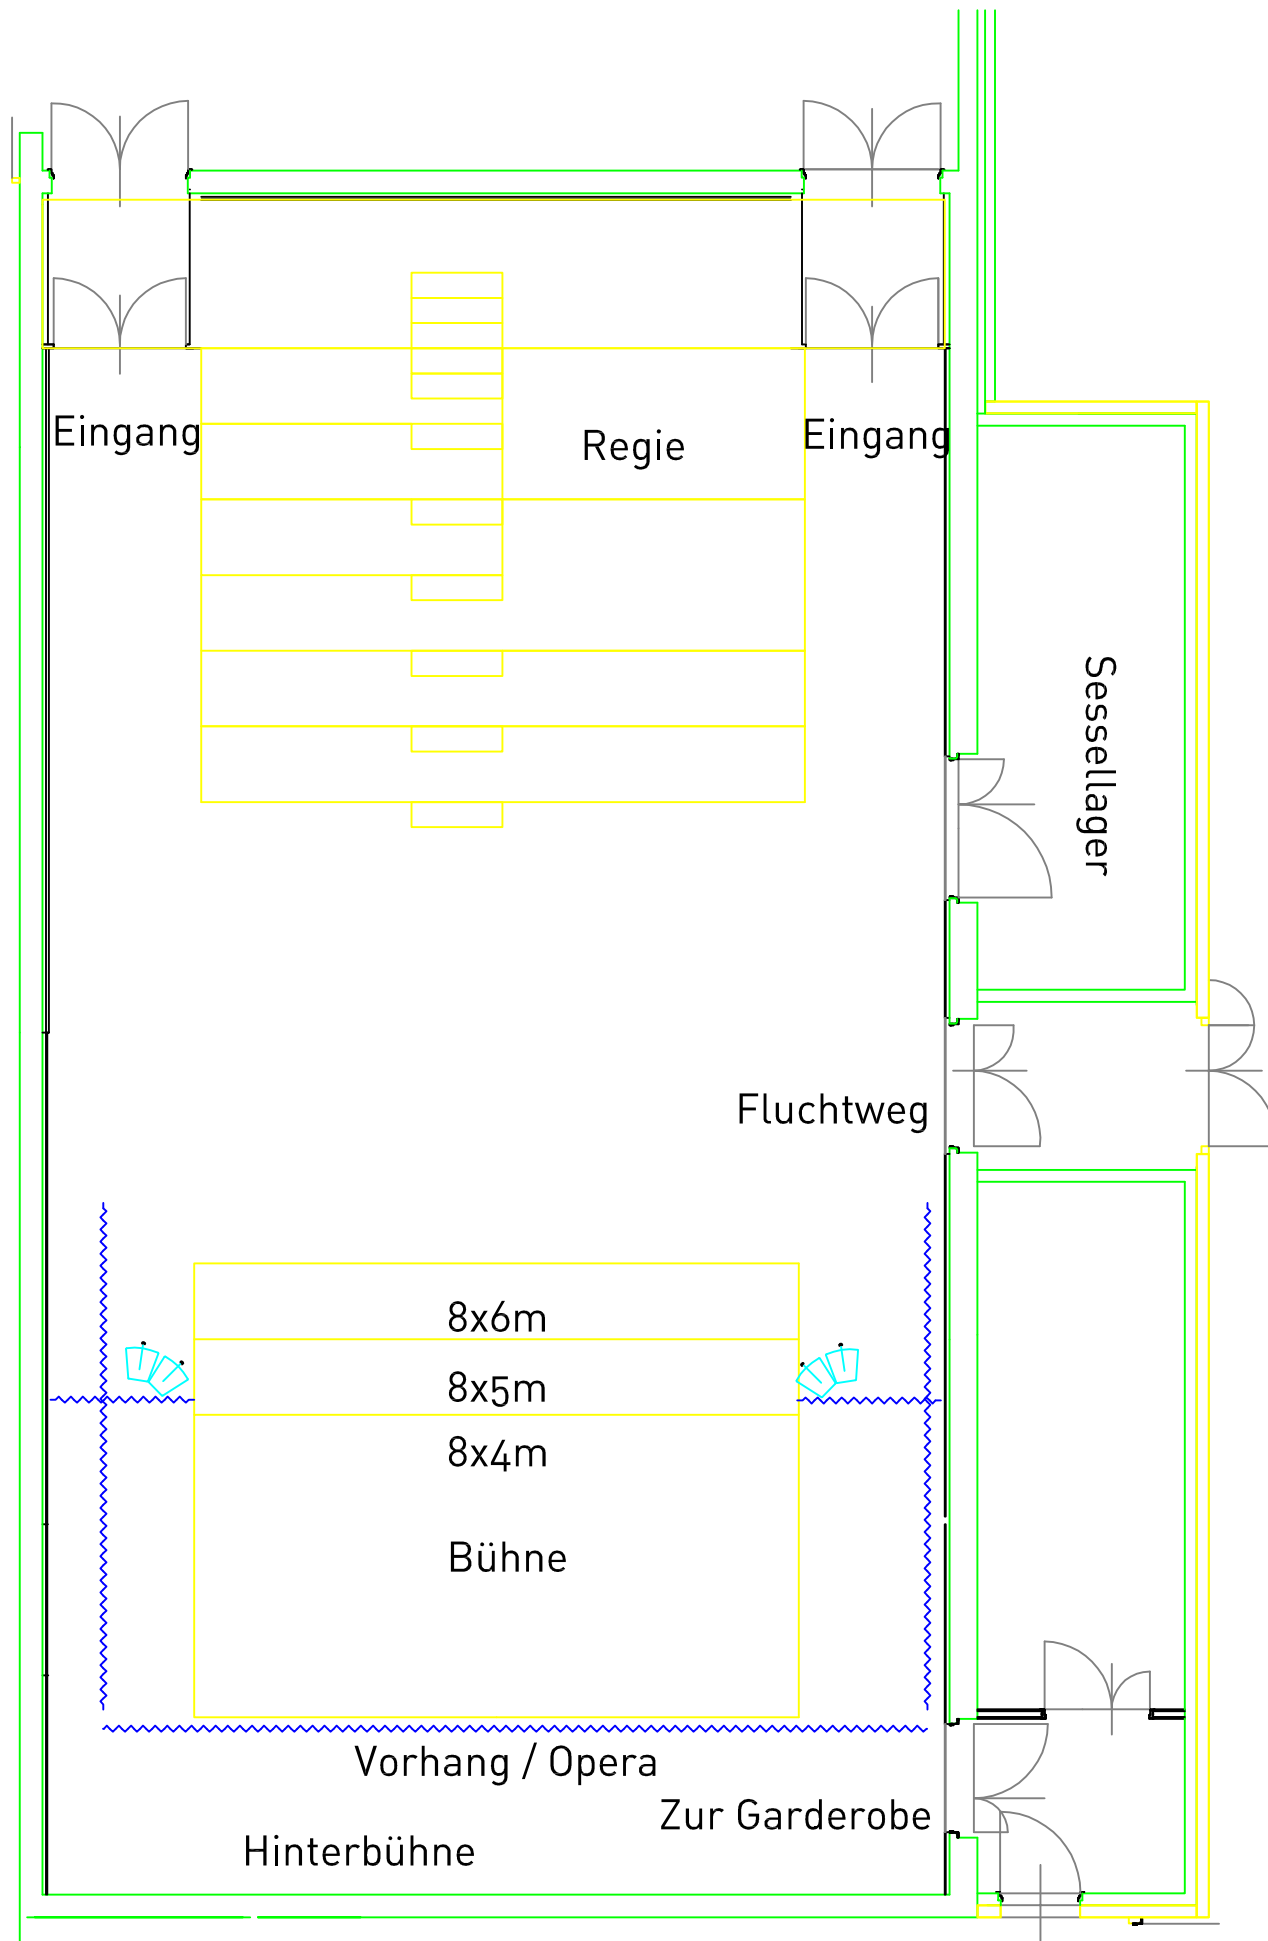 Eingang
Regie
Eingang
Sessellager
Fluchtweg
8x6m
8x5m
8x4m
Bühne
Vorhang / Opera
Zur Garderobe
Hinterbühne